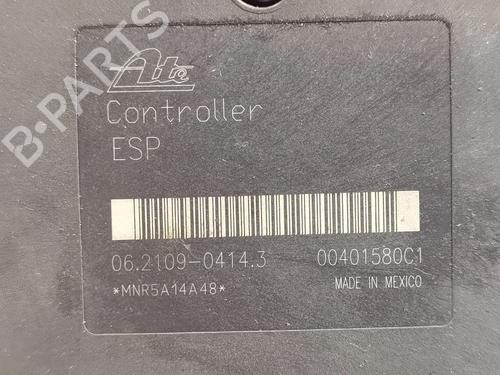 B-PARTS
Ate
Controller
ESP
06.2109-0414.3 00401580C1
*MNR5A14A48* MADE IN MEXICO